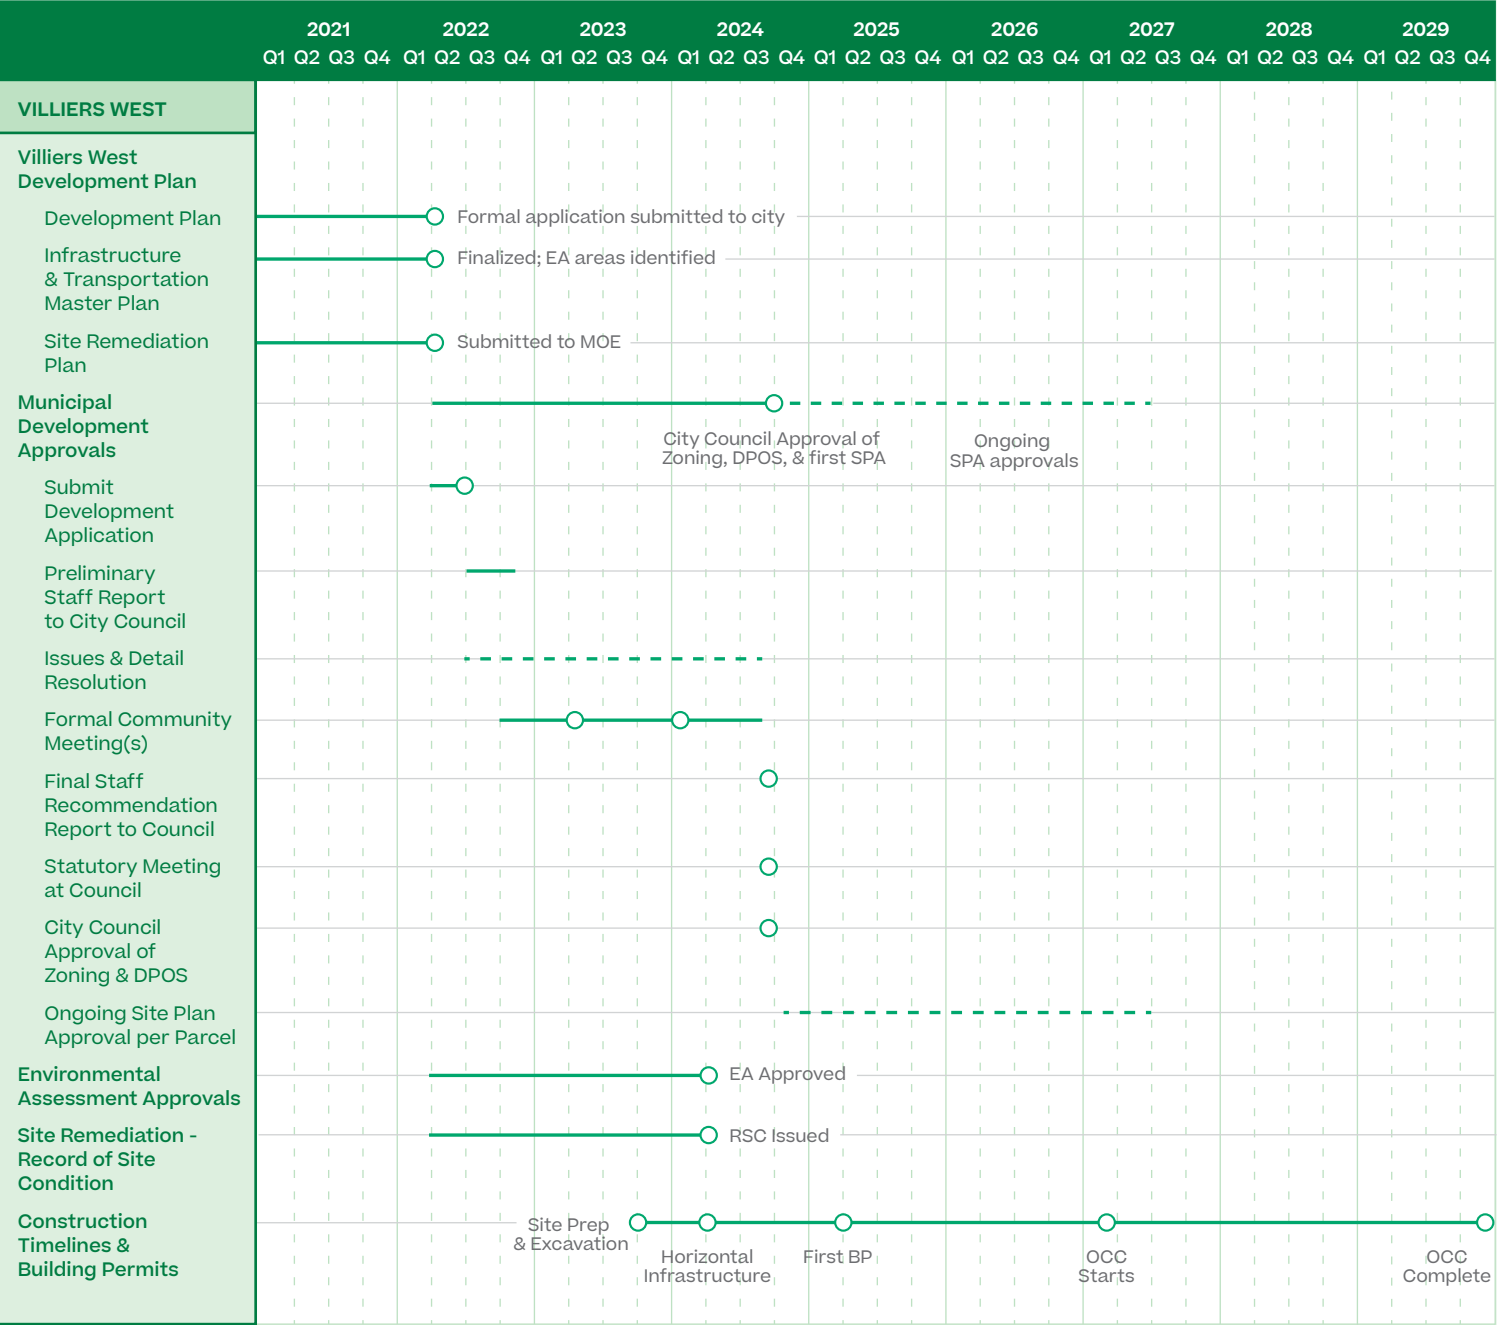 2021 2022 2023 2024 2025 2026 2027 2028 2029
Q1 Q2 Q3 Q4 Q1 Q2 Q3 Q4 Q1 Q2 Q3 Q4 Q1 Q2 Q3 Q4 Q1 Q2 Q3 Q4 Q1 Q2 Q3 Q4 Q1 Q2 Q3 Q4 Q1 Q2 Q3 Q4 Q1 Q2 Q3 Q4
VILLIERS WEST
Villiers West
Development Plan
Development Plan
Formal application submitted to city
Infrastructure
& Transportation
Master Plan
Finalized; EA areas identified
Site Remediation
Plan
Submitted to MOE
Municipal
Development
Approvals
City Council Approval of
Zoning, DPOS, & first SPA
Ongoing
SPA approvals
Submit
Development
Application
Preliminary
Staff Report
to City Council
Issues & Detail
Resolution
Formal Community
Meeting(s)
Final Staff
Recommendation
Report to Council
Statutory Meeting
at Council
City Council
Approval of
Zoning & DPOS
Ongoing Site Plan
Approval per Parcel
Environmental
Assessment Approvals
EA Approved
Site Remediation -
Record of Site
Condition
RSC Issued
Construction
Timelines &
Building Permits
Site Prep
& Excavation
Horizontal
Infrastructure
First BP
OCC
Starts
OCC
Complete